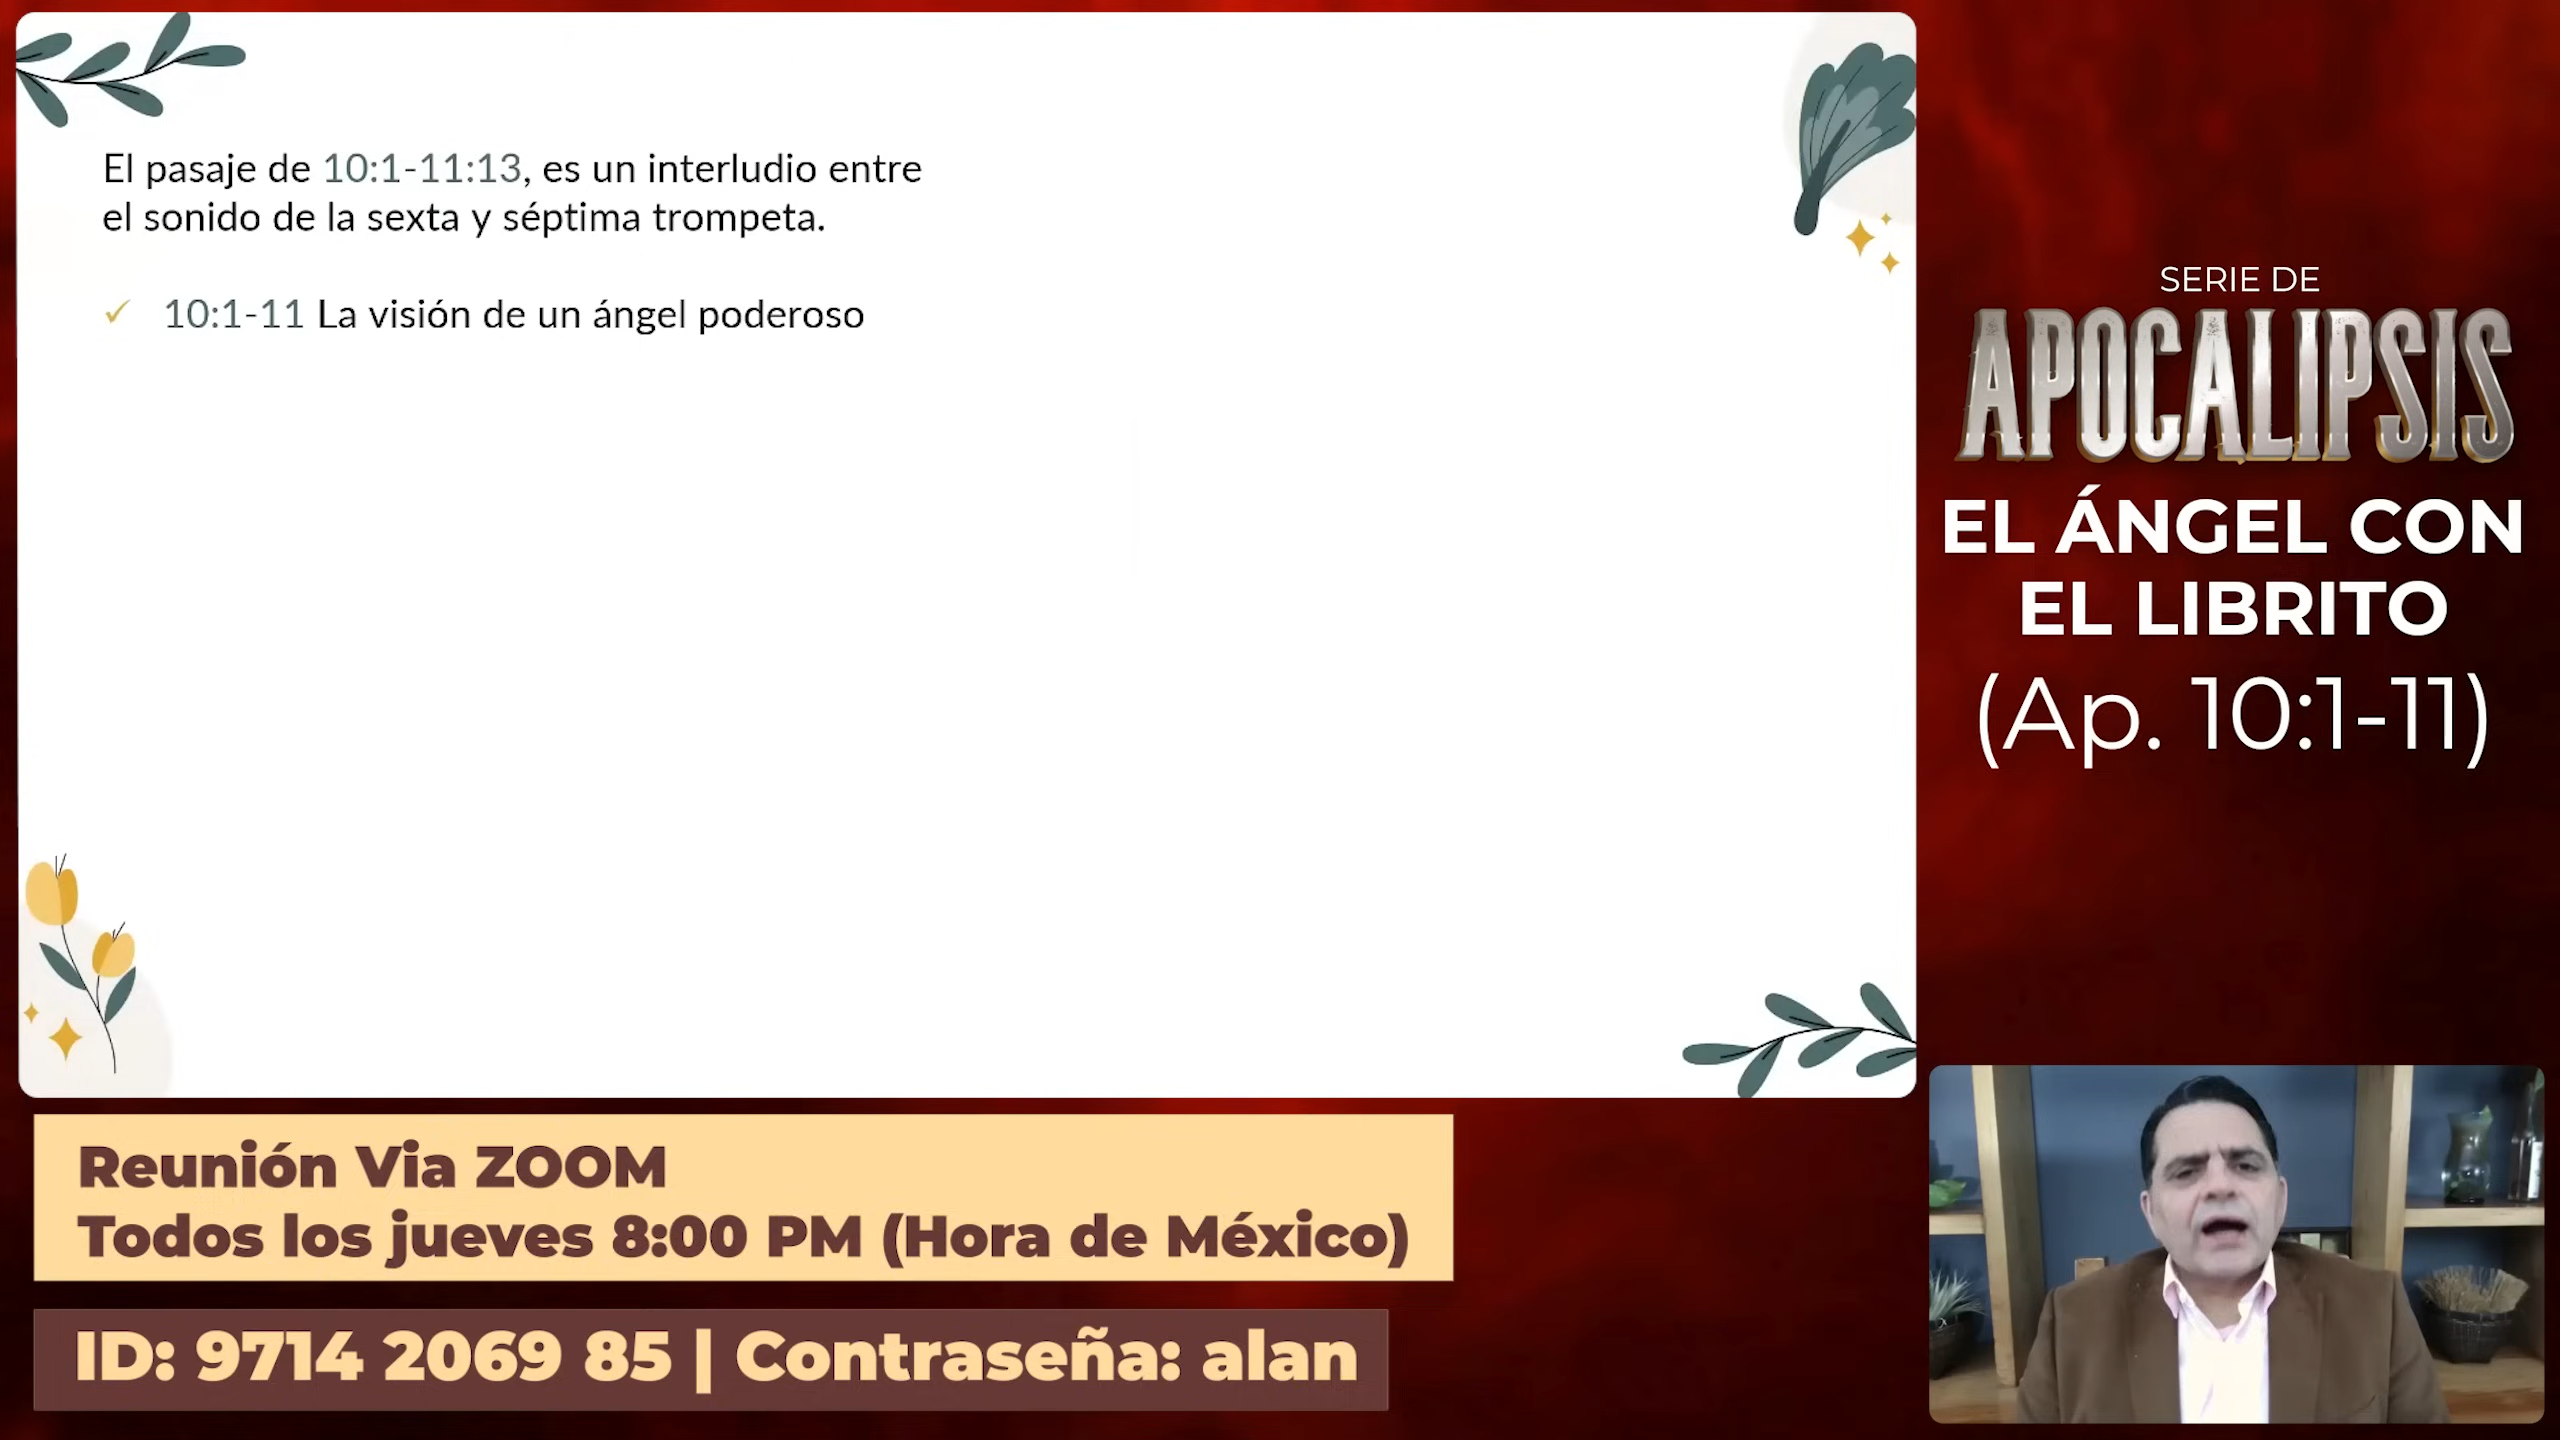 El pasaje de 10:1-11:13, es un interludio entre
el sonido de la sexta y séptima trompeta.
✓ 10:1-11 La visión de un ángel poderoso
SERIE DE
APOCALIPSIS
EL ÁNGEL CON
EL LIBRITO
(Ap. 10:1-11)
Reunión Via ZOOM
Todos los jueves 8:00 PM (Hora de México)
ID: 9714 2069 85 | Contraseña: alan